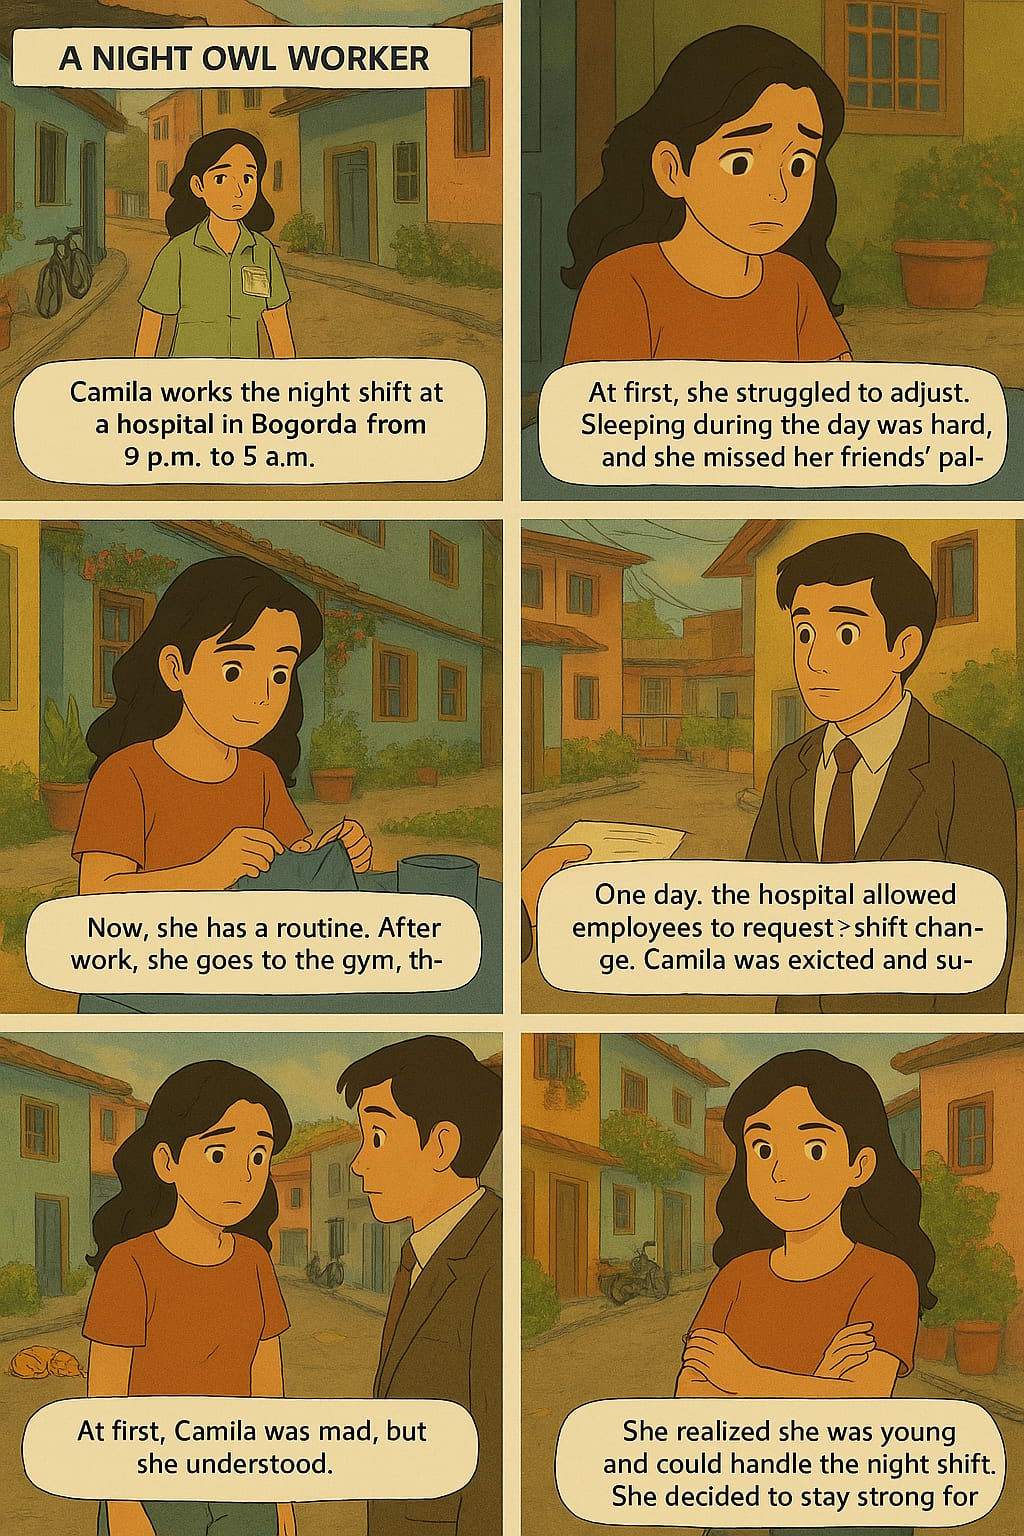 A NIGHT OWL WORKER
Camila works the night shift at
a hospital in Bogorda from
9 p.m. to 5 a.m.
At first, she struggled to adjust.
Sleeping during the day was hard,
and she missed her friends’ pal-
Now, she has a routine. After
work, she goes to the gym, th-
One day. the hospital allowed
employees to request>shift chan-
ge. Camila was exicted and su-
At first, Camila was mad, but
she understood.
She realized she was young
and could handle the night shift.
She decided to stay strong for